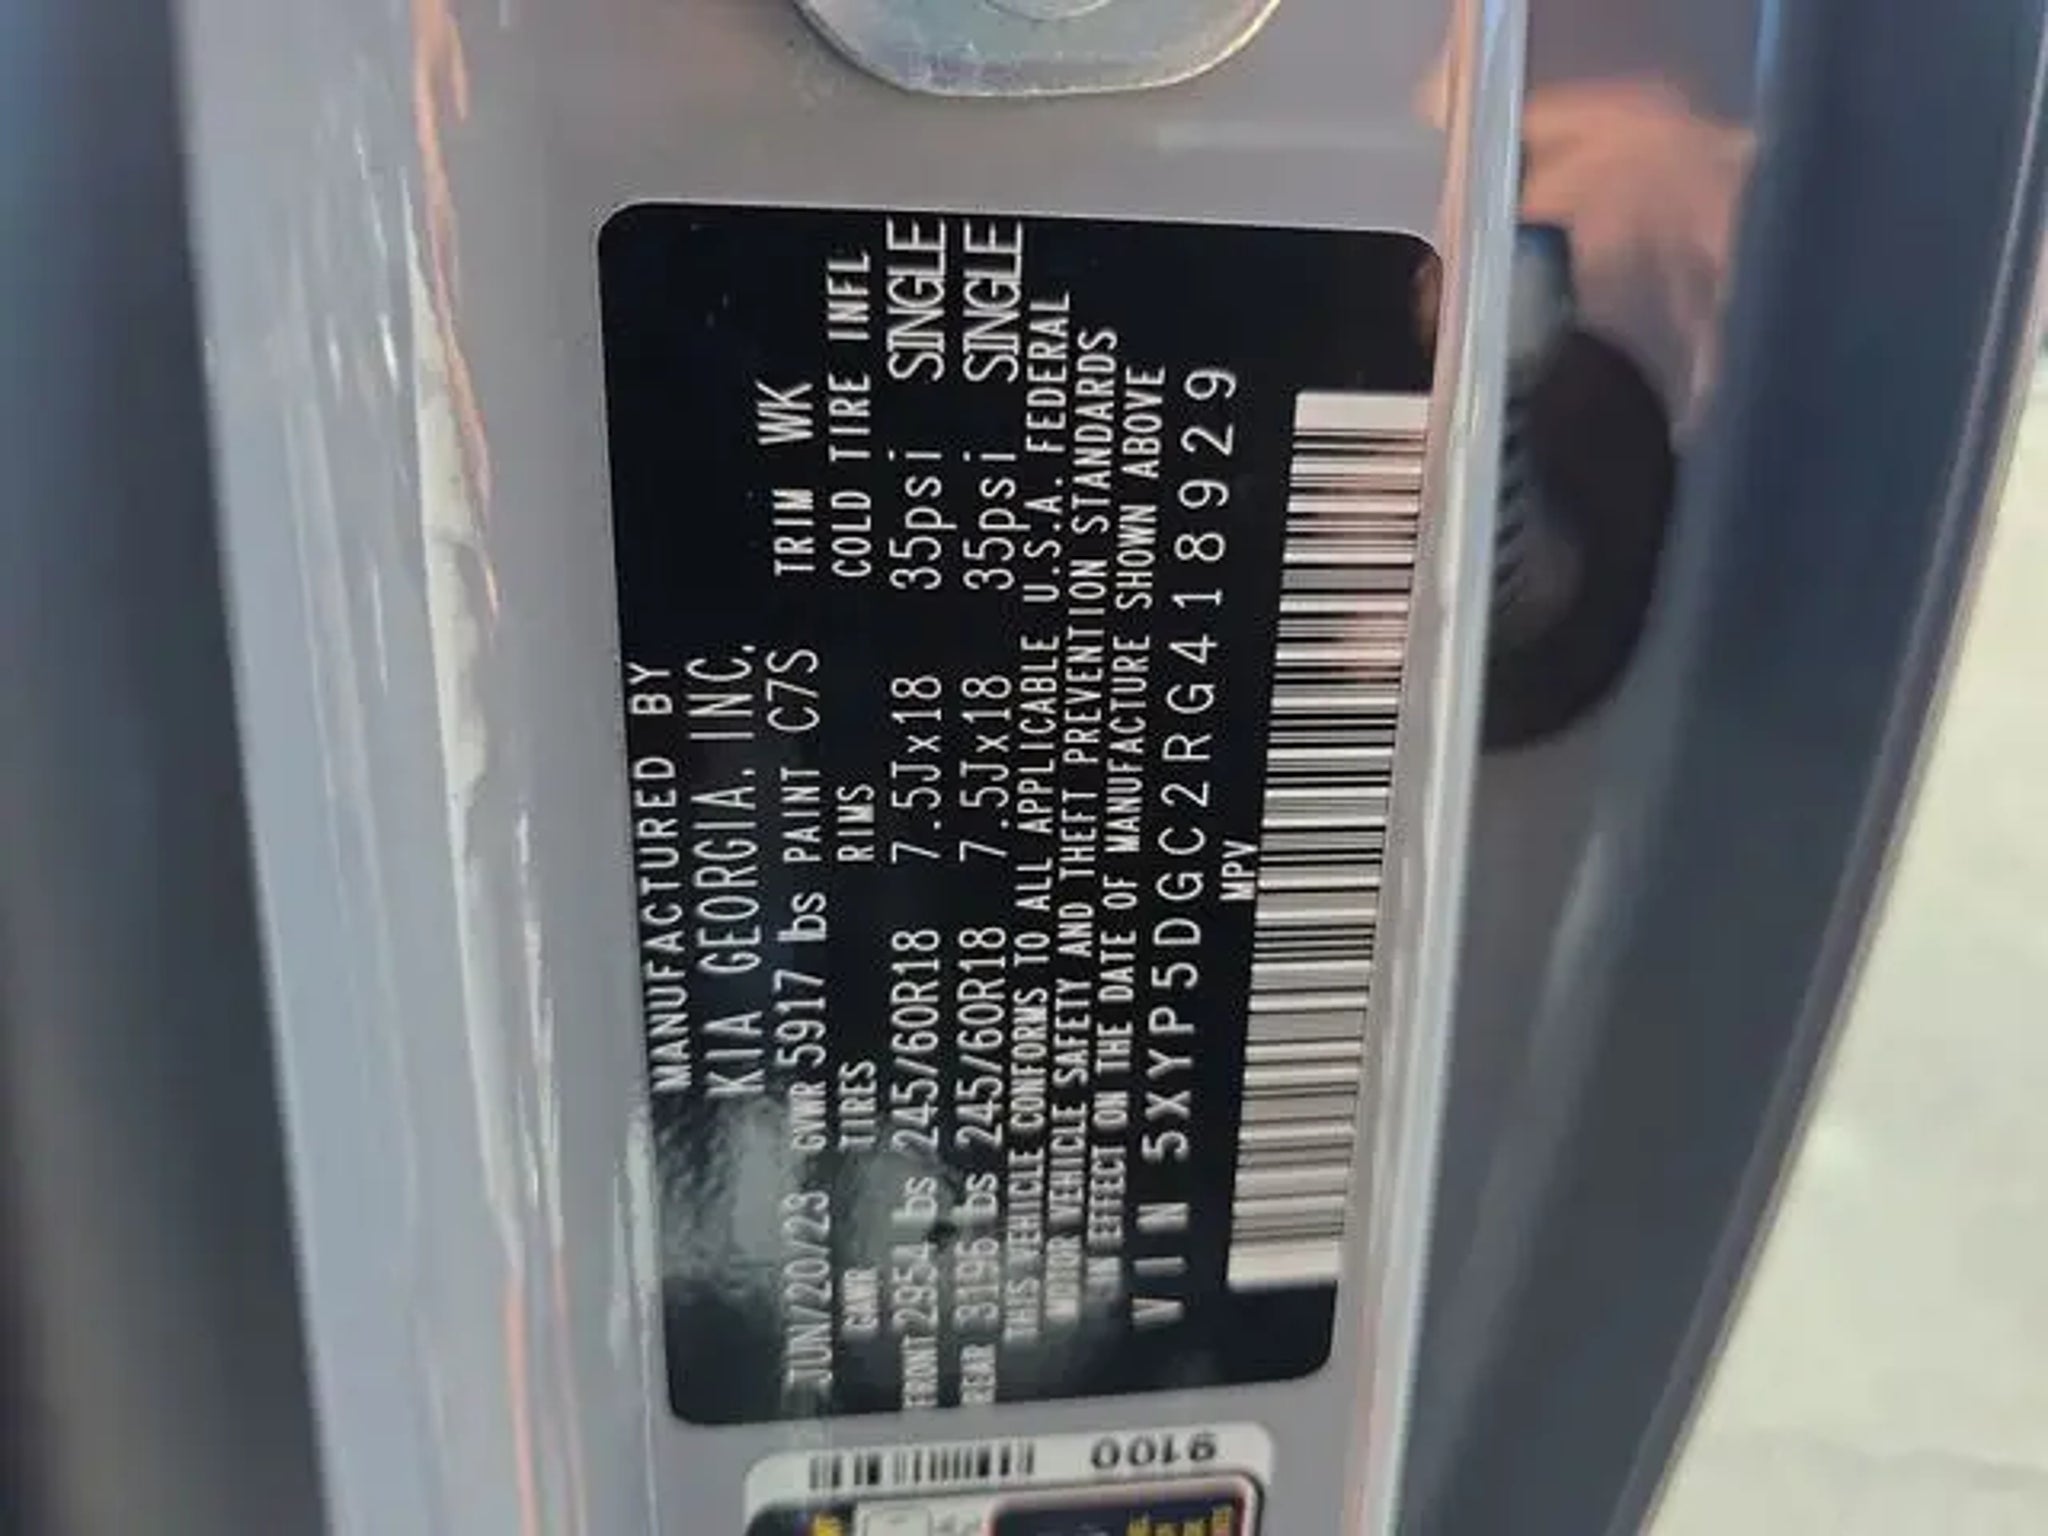 MANUFACTURED BY
KIA GEORGIA, INC.
JUN/20/23 GVWR 5917 lbs PAINT C7S TRIM WK
GAWR TIRES RIMS COLD TIRE INFL
FRONT 2954 lbs 245/60R18 7.5Jx18 35psi SINGLE
REAR 3196 lbs 245/60R18 7.5Jx18 35psi SINGLE
THIS VEHICLE CONFORMS TO ALL APPLICABLE U.S.A. FEDERAL
MOTOR VEHICLE SAFETY AND THEFT PREVENTION STANDARDS
IN EFFECT ON THE DATE OF MANUFACTURE SHOWN ABOVE
VIN 5XYP5DGC2RG418929
MPV
9100